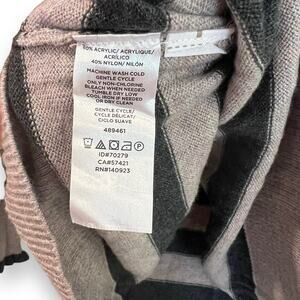 60% ACRYLIC/ ACRYLIQUE/
ACRÍLICO
40% NYLON/ NILÓN
MACHINE WASH COLD
GENTLE CYCLE
ONLY NON-CHLORINE
BLEACH WHEN NEEDED
TUMBLE DRY LOW
COOL IRON IF NEEDED
OR DRY CLEAN
GENTLE CYCLE/
CYCLE DÉLICAT/
CICLO SUAVE
489461
ID#70279
CA#57421
RN#140923